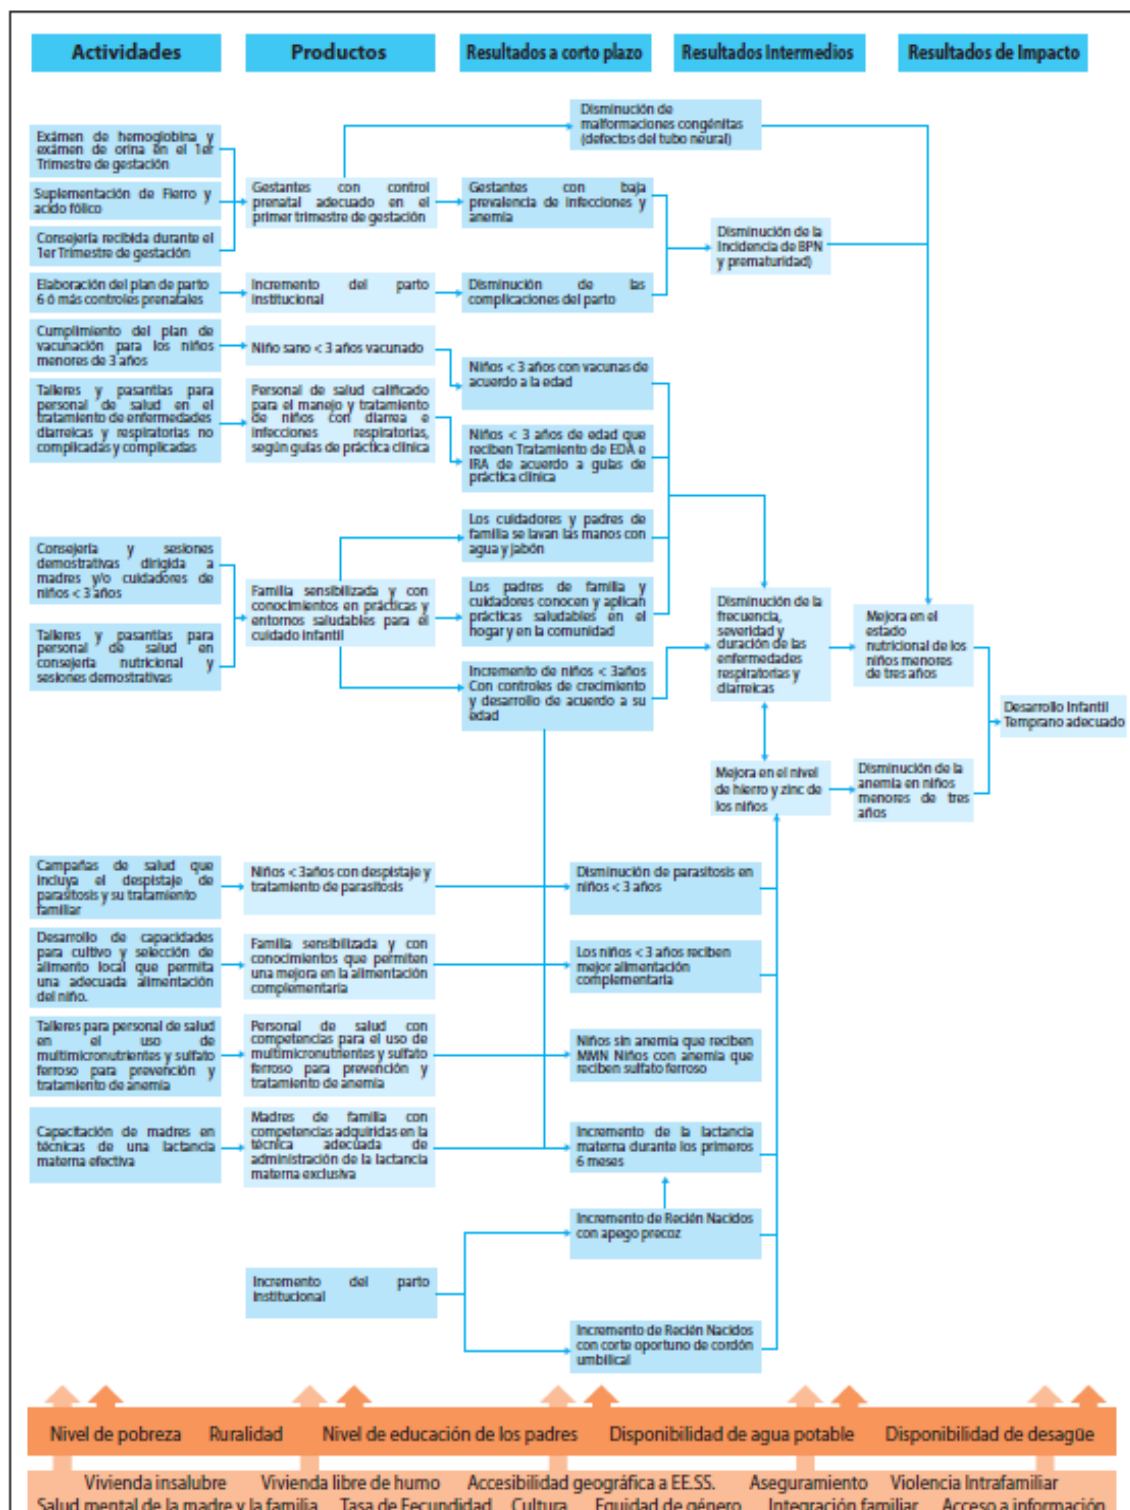 Actividades
Productos
Resultados a corto plazo
Resultados Intermedios
Resultados de Impacto
Exámen de hemoglobina y
exámen de orina en el 1er
Trimestre de gestación
Suplementación de Fierro y
acido fólico
Consejería recibida durante el
1er Trimestre de gestación
Gestantes con control
prenatal adecuado en el
primer trimestre de gestación
Disminución de
malformaciones congénitas
(defectos del tubo neural)
Gestantes con baja
prevalencia de infecciones y
anemia
Disminución de la
Incidencia de BPN
y prematuridad)
Elaboración del plan de parto
6 ó más controles prenatales
Incremento del parto
institucional
Disminución de las
complicaciones del parto
Cumplimiento del plan de
vacunación para los niños
menores de 3 años
Niño sano < 3 años vacunado
Niños < 3 años con vacunas de
acuerdo a la edad
Talleres y pasantías para
personal de salud en el
tratamiento de enfermedades
diarreicas y respiratorias no
complicadas y complicadas
Personal de salud calificado
para el manejo y tratamiento
de niños con diarrea e
infecciones respiratorias,
según guías de práctica clínica
Niños < 3 años de edad que
reciben Tratamiento de EDA e
IRA de acuerdo a guías de
práctica clínica
Consejería y sesiones
demostrativas dirigida a
madres y/o cuidadores de
niños < 3 años
Talleres y pasantías para
personal de salud en
consejería nutricional y
sesiones demostrativas
Familia sensibilizada y con
conocimientos en prácticas y
entornos saludables para el
cuidado infantil
Los cuidadores y padres de
familia se lavan las manos con
agua y jabón
Los padres de familia y
cuidadores conocen y aplican
prácticas saludables en el
hogar y en la comunidad
Incremento de niños < 3años
Con controles de crecimiento
y desarrollo de acuerdo a su
edad
Disminución de la
frecuencia,
severidad y
duración de las
enfermedades
respiratorias y
diarreicas
Mejora en el
estado
nutricional de los
niños menores
de tres años
Desarrollo Infantil
Temprano adecuado
Mejora en el nivel
de hierro y zinc de
los niños
Disminución de la
anemia en niños
menores de tres
años
Campañas de salud que
incluya el despistaje de
parasitosis y su tratamiento
familiar
Niños < 3años con despistaje y
tratamiento de parasitosis
Disminución de parasitosis en
niños < 3 años
Desarrollo de capacidades
para cultivo y selección de
alimento local que permita
una adecuada alimentación
del niño.
Familia sensibilizada y con
conocimientos que permiten
una mejora en la alimentación
complementaria
Los niños < 3 años reciben
mejor alimentación
complementaria
Talleres para personal de salud
en el uso de
multimicronutrientes y sulfato
ferroso para prevención y
tratamiento de anemia
Personal de salud con
competencias para el uso de
multimicronutrientes y sulfato
ferroso para prevención y
tratamiento de anemia
Niños sin anemia que reciben
MMN Niños con anemia que
reciben sulfato ferroso
Capacitación de madres en
técnicas de una lactancia
materna efectiva
Madres de familia con
competencias adquiridas en la
técnica adecuada de
administración de la lactancia
materna exclusiva
Incremento de la lactancia
materna durante los primeros
6 meses
Incremento del parto
institucional
Incremento de Recién Nacidos
con apego precoz
Incremento de Recién Nacidos
con corte oportuno de cordón
umbilical
Nivel de pobreza Ruralidad Nivel de educación de los padres Disponibilidad de agua potable Disponibilidad de desagüe
Vivienda insalubre Vivienda libre de humo Accesibilidad geográfica a EE.SS. Aseguramiento Violencia Intrafamiliar
Salud mental de la madre y la familia Tasa de Fecundidad Cultura Equidad de género Integración familiar Acceso a información